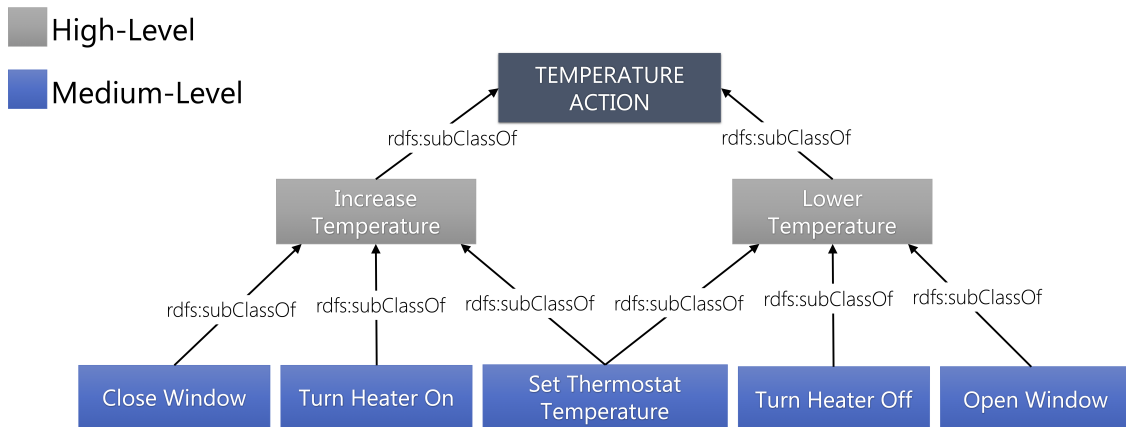 High-Level
Medium-Level
TEMPERATURE
ACTION
rdfs:subClassOf
rdfs:subClassOf
Increase
Temperature
Lower
Temperature
rdfs:subClassOf
rdfs:subClassOf
rdfs:subClassOf
rdfs:subClassOf
rdfs:subClassOf
rdfs:subClassOf
Close Window
Turn Heater On
Set Thermostat
Temperature
Turn Heater Off
Open Window